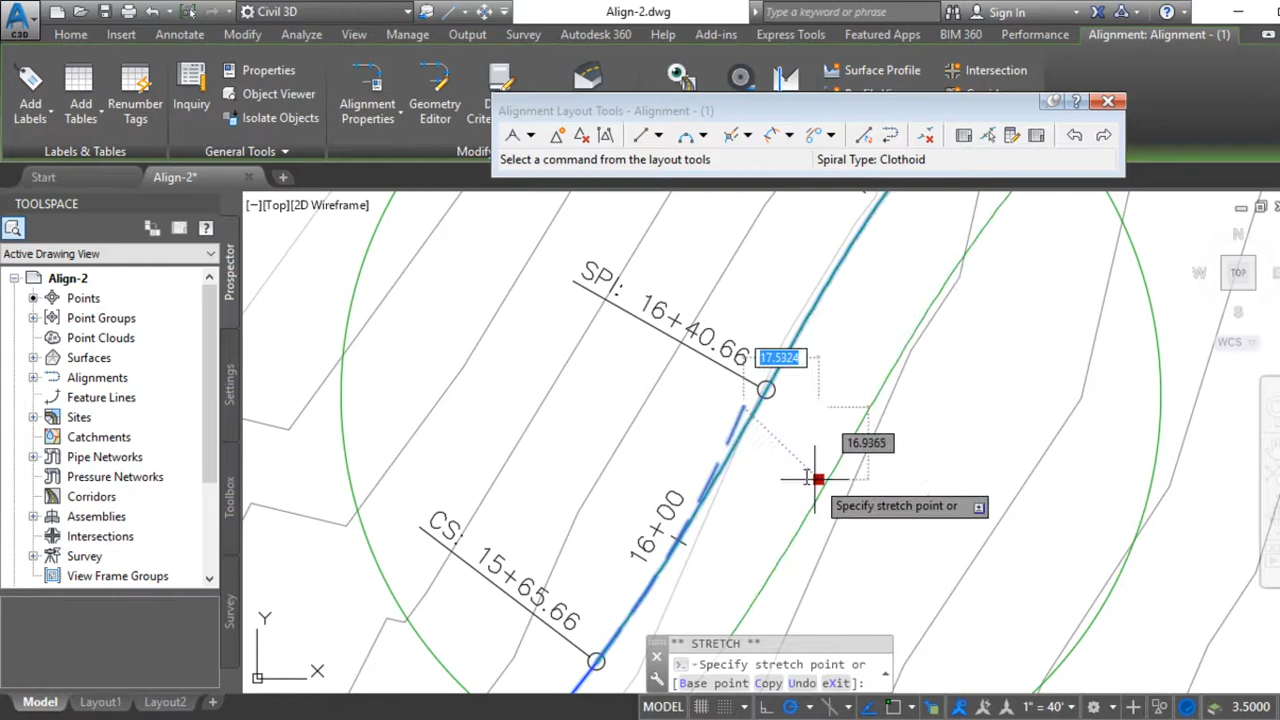 Civil 3D
Align-2.dwg
Type a keyword or phrase
Sign In
C3D
Home
Insert
Annotate
Modify
Analyze
View
Manage
Output
Survey
Autodesk 360
Help
Add-ins
Express Tools
Featured Apps
BIM 360
Performance
Alignment: Alignment - (1)
Add Labels
Add Tables
Renumber Tags
Inquiry
Properties
Object Viewer
Isolate Objects
Alignment Properties
Geometry Editor
Surface Profile
Intersection
Labels & Tables
General Tools
Alignment Layout Tools - Alignment - (1)
Select a command from the layout tools
Spiral Type: Clothoid
Start
Align-2*
TOOLSPACE
Active Drawing View
Align-2
Points
Point Groups
Point Clouds
Surfaces
Alignments
Feature Lines
Sites
Catchments
Pipe Networks
Pressure Networks
Corridors
Assemblies
Intersections
Survey
View Frame Groups
Prospector
Settings
Toolbox
Survey
[−][Top][2D Wireframe]
SPI: 16+40.66
17.5324
16.9365
Specify stretch point or
16+00
CS: 15+65.66
N
W
TOP
S
WCS
Y
X
** STRETCH **
-Specify stretch point or
[Base point Copy Undo eXit]:
Model
Layout1
Layout2
MODEL
1" = 40'
3.5000